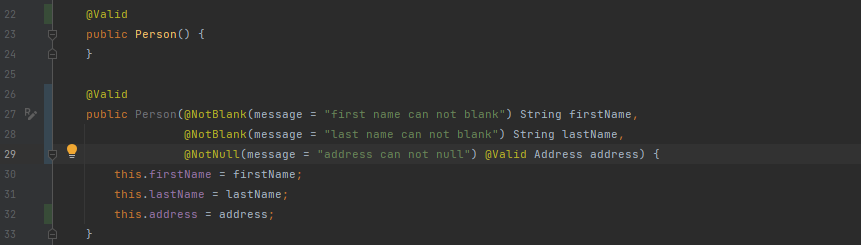 22 @Valid
23 public Person() {
24 }
25
26 @Valid
27 public Person(@NotBlank(message = "first name can not blank") String firstName,
28 @NotBlank(message = "last name can not blank") String lastName,
29 @NotNull(message = "address can not null") @Valid Address address) {
30 this.firstName = firstName;
31 this.lastName = lastName;
32 this.address = address;
33 }